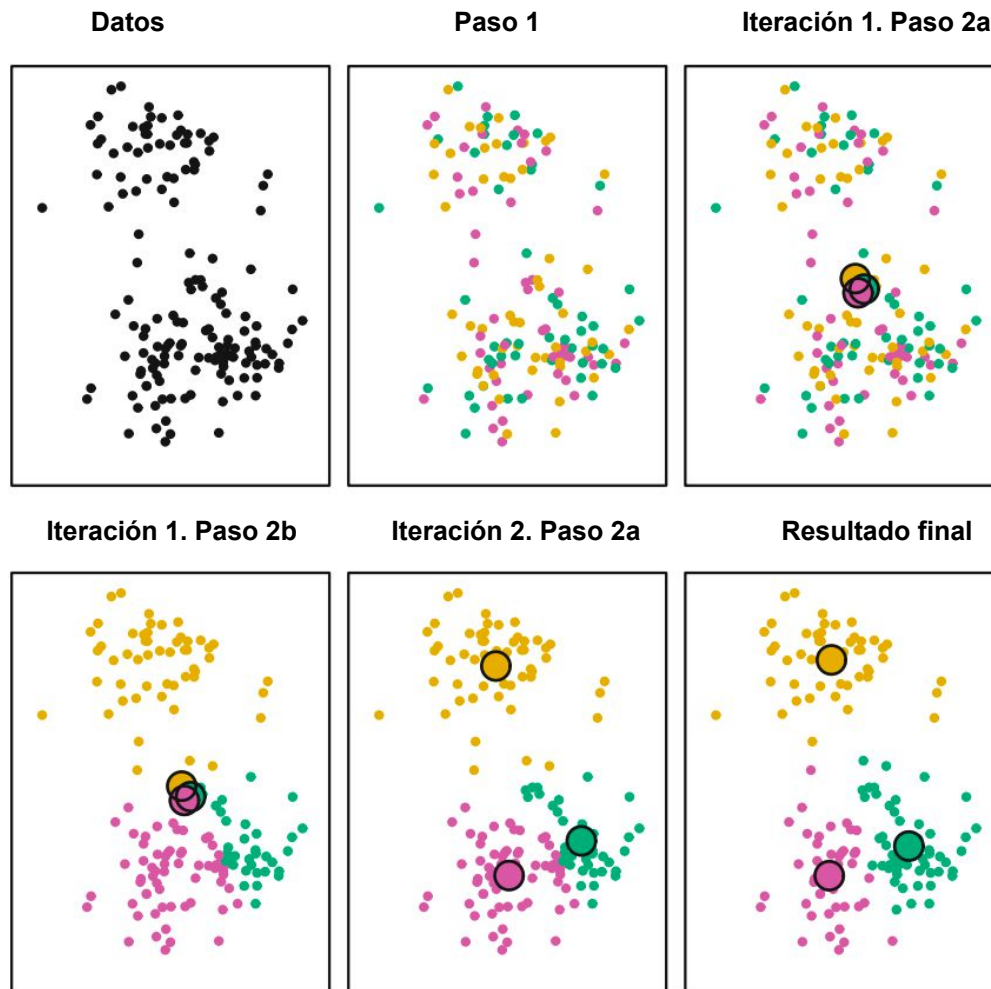 Datos
Paso 1
Iteración 1. Paso 2a
Iteración 1. Paso 2b
Iteración 2. Paso 2a
Resultado final